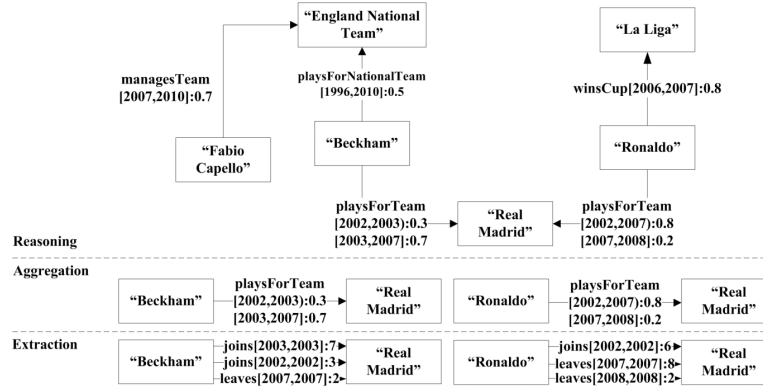 “England National
Team”
“La Liga”
managesTeam
[2007,2010]:0.7
playsForNationalTeam
[1996,2010]:0.5
winsCup[2006,2007]:0.8
“Fabio
Capello”
“Beckham”
“Ronaldo”
playsForTeam
[2002,2003):0.3
[2003,2007]:0.7
“Real
Madrid”
playsForTeam
[2002,2007):0.8
[2007,2008]:0.2
Reasoning
Aggregation
“Beckham”
playsForTeam
[2002,2003):0.3
[2003,2007]:0.7
“Real
Madrid”
“Ronaldo”
playsForTeam
[2002,2007):0.8
[2007,2008]:0.2
“Real
Madrid”
Extraction
“Beckham”
joins[2003,2003]:7
joins[2002,2002]:3
leaves[2007,2007]:2
“Real
Madrid”
“Ronaldo”
joins[2002,2002]:6
leaves[2007,2007]:8
leaves[2008,2008]:2
“Real
Madrid”